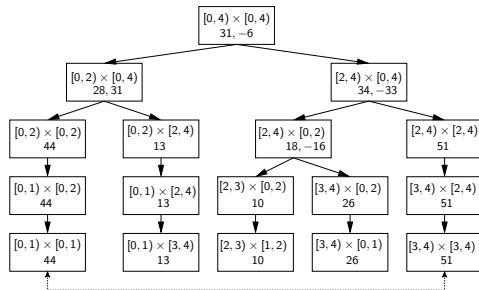 [0, 4) × [0, 4)
31, −6
[0, 2) × [0, 4)
28, 31
[2, 4) × [0, 4)
34, −33
[0, 2) × [0, 2)
44
[0, 2) × [2, 4)
13
[2, 4) × [0, 2)
18, −16
[2, 4) × [2, 4)
51
[0, 1) × [0, 2)
44
[0, 1) × [2, 4)
13
[2, 3) × [0, 2)
10
[3, 4) × [0, 2)
26
[3, 4) × [2, 4)
51
[0, 1) × [0, 1)
44
[0, 1) × [3, 4)
13
[2, 3) × [1, 2)
10
[3, 4) × [0, 1)
26
[3, 4) × [3, 4)
51